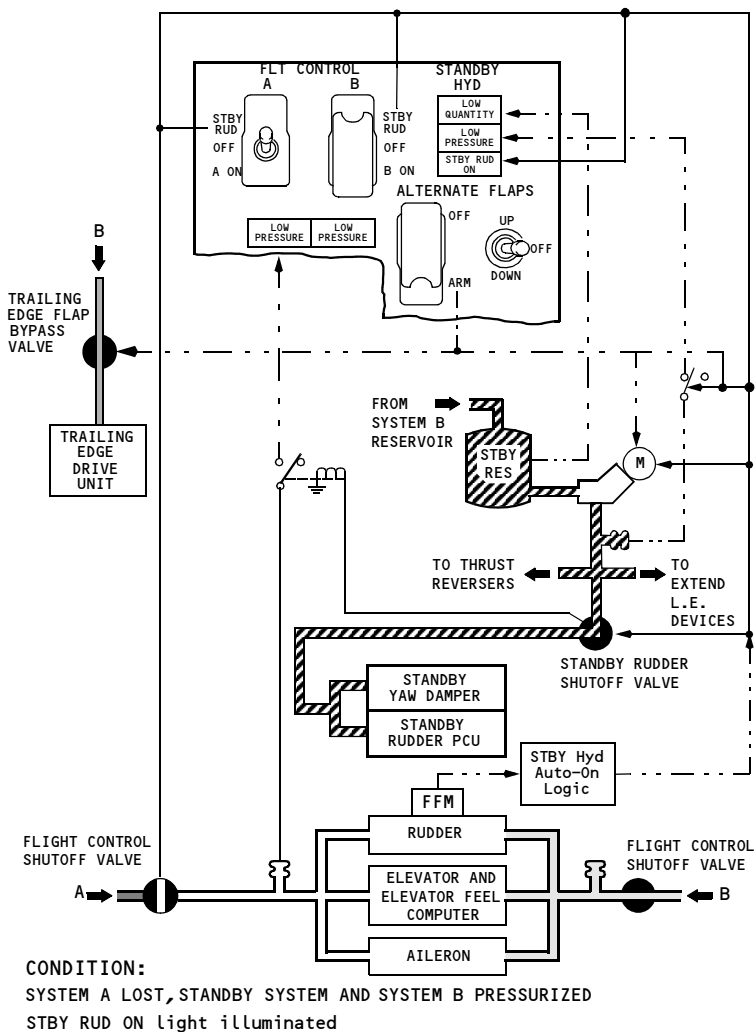 FLT CONTROL
A
B
STANDBY
HYD
STBY
RUD
OFF
A ON
STBY
RUD
OFF
B ON
LOW
QUANTITY
LOW
PRESSURE
STBY RUD
ON
ALTERNATE FLAPS
OFF
ARM
UP
OFF
DOWN
LOW
PRESSURE
LOW
PRESSURE
B
TRAILING
EDGE FLAP
BYPASS
VALVE
TRAILING
EDGE
DRIVE
UNIT
FROM
SYSTEM B
RESERVOIR
STBY
RES
M
TO THRUST
REVERSERS
TO
EXTEND
L.E.
DEVICES
STANDBY RUDDER
SHUTOFF VALVE
STANDBY
YAW DAMPER
STANDBY
RUDDER PCU
STBY Hyd
Auto-On
Logic
FFM
RUDDER
FLIGHT CONTROL
SHUTOFF VALVE
FLIGHT CONTROL
SHUTOFF VALVE
A
B
ELEVATOR AND
ELEVATOR FEEL
COMPUTER
AILERON
CONDITION:
SYSTEM A LOST, STANDBY SYSTEM AND SYSTEM B PRESSURIZED
STBY RUD ON light illuminated